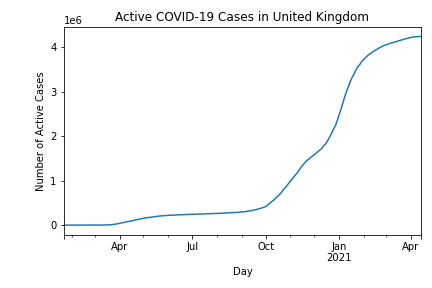 Active COVID-19 Cases in United Kingdom
1e6
4
3
2
1
0
Number of Active Cases
Apr Jul Oct Jan Apr
2021
Day